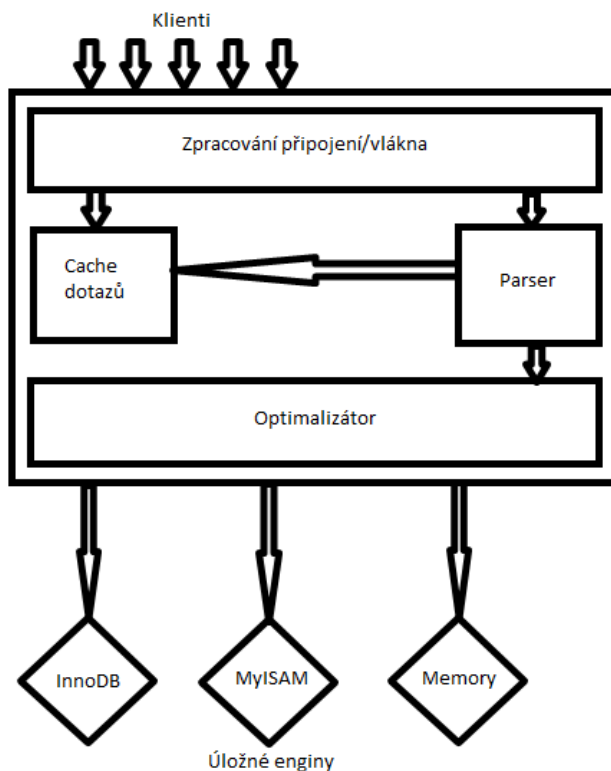 Klienti
Zpracování připojení/vlákna
Cache
dotazů
Parser
Optimalizátor
InnoDB
MyISAM
Memory
Úložné enginy